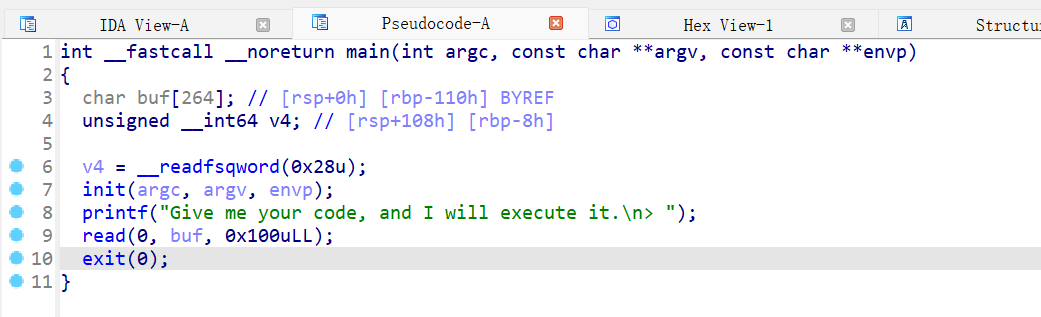 IDA View-A Pseudocode-A Hex View-1 Structu
1 int __fastcall __noreturn main(int argc, const char **argv, const char **envp)
2 {
3 char buf[264]; // [rsp+0h] [rbp-110h] BYREF
4 unsigned __int64 v4; // [rsp+108h] [rbp-8h]
5
6 v4 = __readfsqword(0x28u);
7 init(argc, argv, envp);
8 printf("Give me your code, and I will execute it.\n> ");
9 read(0, buf, 0x100uLL);
10 exit(0);
11 }